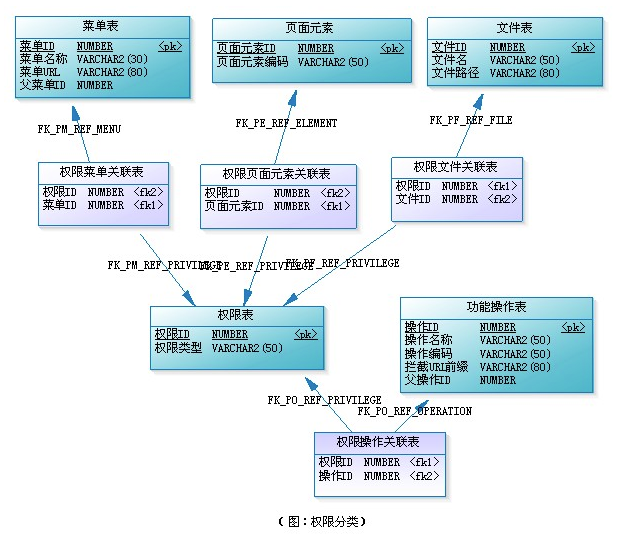 菜单表
菜单ID NUMBER <pk>
菜单名称 VARCHAR2(30)
菜单URL VARCHAR2(80)
父菜单ID NUMBER
页面元素
页面元素ID NUMBER <pk>
页面元素编码 VARCHAR2(50)
文件表
文件ID NUMBER <pk>
文件名 VARCHAR2(50)
文件路径 VARCHAR2(80)
FK_PM_REF_MENU
FK_PE_REF_ELEMENT
FK_PF_REF_FILE
权限菜单关联表
权限ID NUMBER <fk2>
菜单ID NUMBER <fk1>
权限页面元素关联表
权限ID NUMBER <fk2>
页面元素ID NUMBER <fk1>
权限文件关联表
权限ID NUMBER <fk1>
文件ID NUMBER <fk2>
FK_PM_REF_PRIVILEGE
FK_PE_REF_PRIVILEGE
FK_PF_REF_PRIVILEGE
权限表
权限ID NUMBER <pk>
权限类型 VARCHAR2(50)
功能操作表
操作ID NUMBER <pk>
操作名称 VARCHAR2(50)
操作编码 VARCHAR2(50)
拦截URL前缀 VARCHAR2(80)
父操作ID NUMBER
FK_PO_REF_PRIVILEGE
FK_PO_REF_OPERATION
权限操作关联表
权限ID NUMBER <fk1>
操作ID NUMBER <fk2>
(图:权限分类)